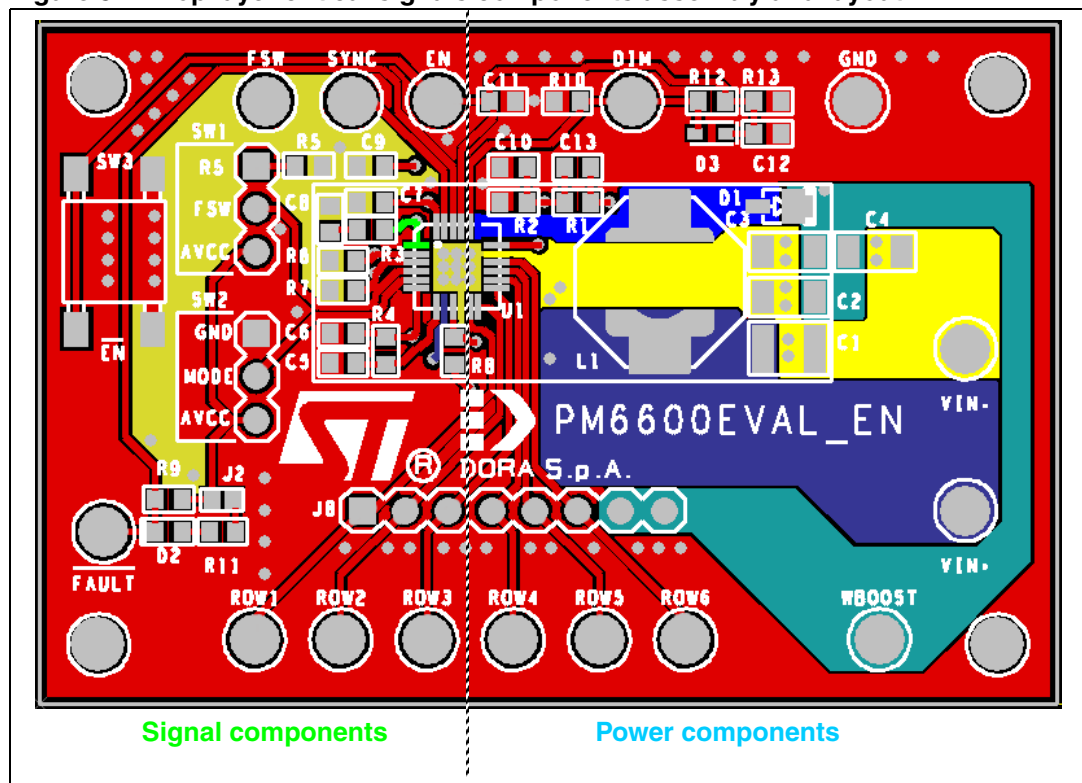 FSW SYNC EN DIM GND
C11 R10 R12 R13
SW1
R5 C9 C10 C13 D3 C12
SW3 R5
C8 D1
FSW R2 R1 C3 C4
AVCC R6 R3
R7 U1 C2
SW2
GND C6 R4 C1
EN C5 R8 L1
MODE
AVCC PM6600EVAL_EN VIN-
ST ® DORA S.p.A.
R9 J2
J8
D2 R11 VIN+
FAULT
ROW1 ROW2 ROW3 ROW4 ROW5 ROW6 WBOOST
Signal components Power components